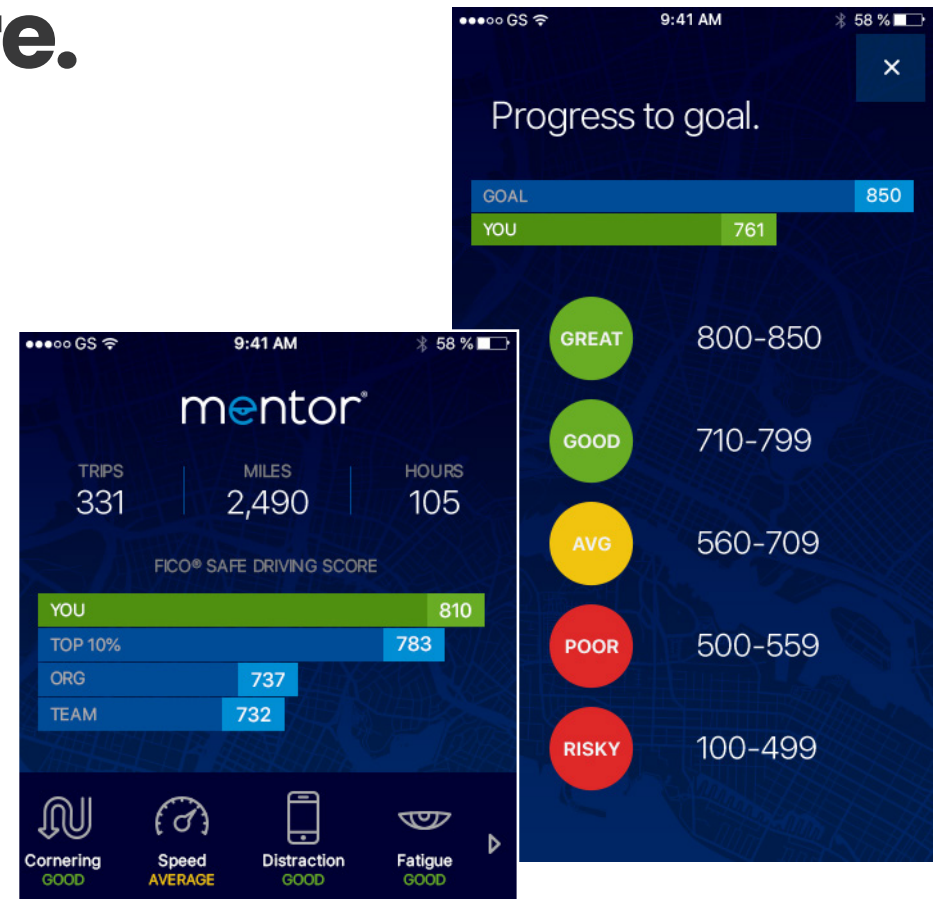 e.
GS 9:41 AM 58 %
×
Progress to goal.
GOAL 850
YOU 761
GREAT 800-850
GOOD 710-799
AVG 560-709
POOR 500-559
RISKY 100-499
GS 9:41 AM 58 %
mentor®
TRIPS MILES HOURS
331 2,490 105
FICO® SAFE DRIVING SCORE
YOU 810
TOP 10% 783
ORG 737
TEAM 732
Cornering Speed Distraction Fatigue
GOOD AVERAGE GOOD GOOD